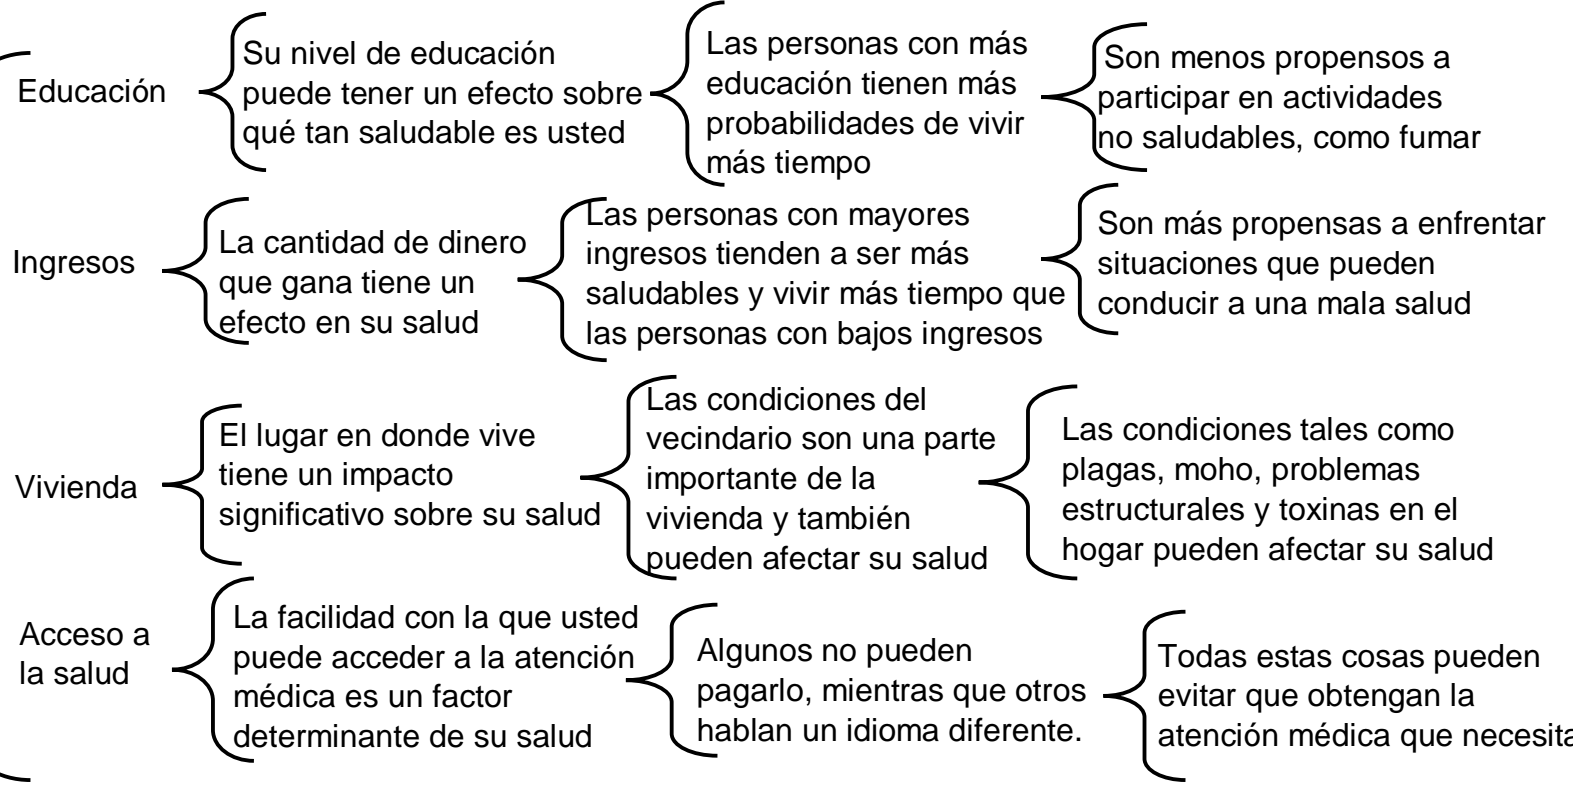 Educación
Su nivel de educación
puede tener un efecto sobre
qué tan saludable es usted
Las personas con más
educación tienen más
probabilidades de vivir
más tiempo
Son menos propensos a
participar en actividades
no saludables, como fumar
Ingresos
La cantidad de dinero
que gana tiene un
efecto en su salud
Las personas con mayores
ingresos tienden a ser más
saludables y vivir más tiempo que
las personas con bajos ingresos
Son más propensas a enfrentar
situaciones que pueden
conducir a una mala salud
Vivienda
El lugar en donde vive
tiene un impacto
significativo sobre su salud
Las condiciones del
vecindario son una parte
importante de la
vivienda y también
pueden afectar su salud
Las condiciones tales como
plagas, moho, problemas
estructurales y toxinas en el
hogar pueden afectar su salud
Acceso a
la salud
La facilidad con la que usted
puede acceder a la atención
médica es un factor
determinante de su salud
Algunos no pueden
pagarlo, mientras que otros
hablan un idioma diferente.
Todas estas cosas pueden
evitar que obtengan la
atención médica que necesita